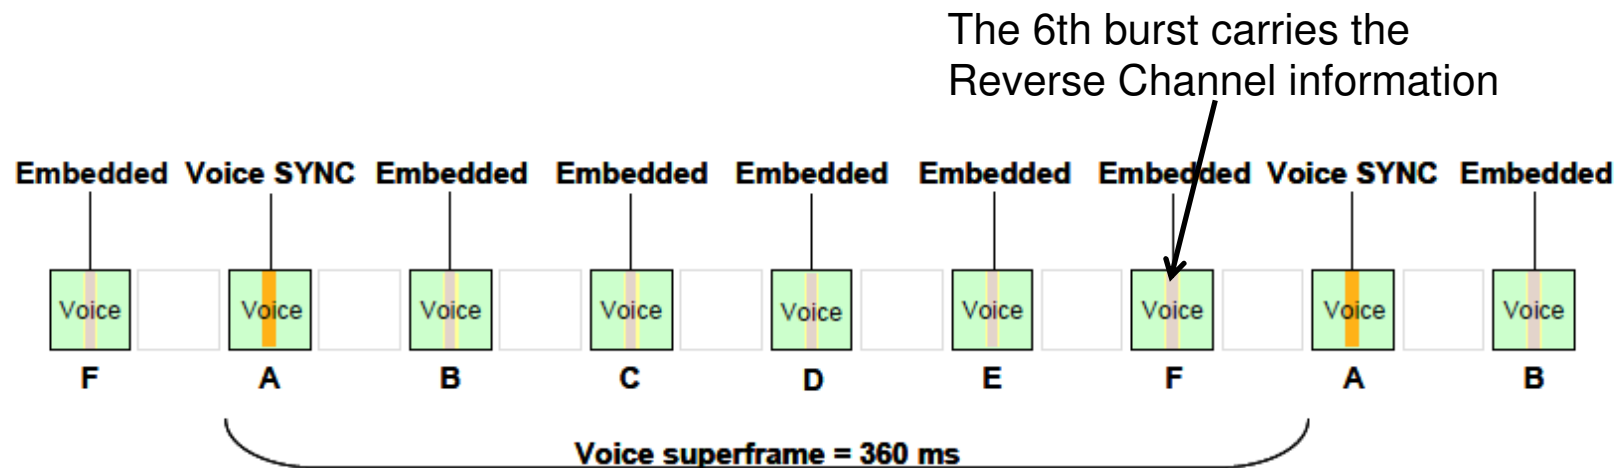 The 6th burst carries the
Reverse Channel information
Embedded Voice SYNC Embedded Embedded Embedded Embedded Embedded Voice SYNC Embedded
Voice Voice Voice Voice Voice Voice Voice Voice Voice
F A B C D E F A B
Voice superframe = 360 ms